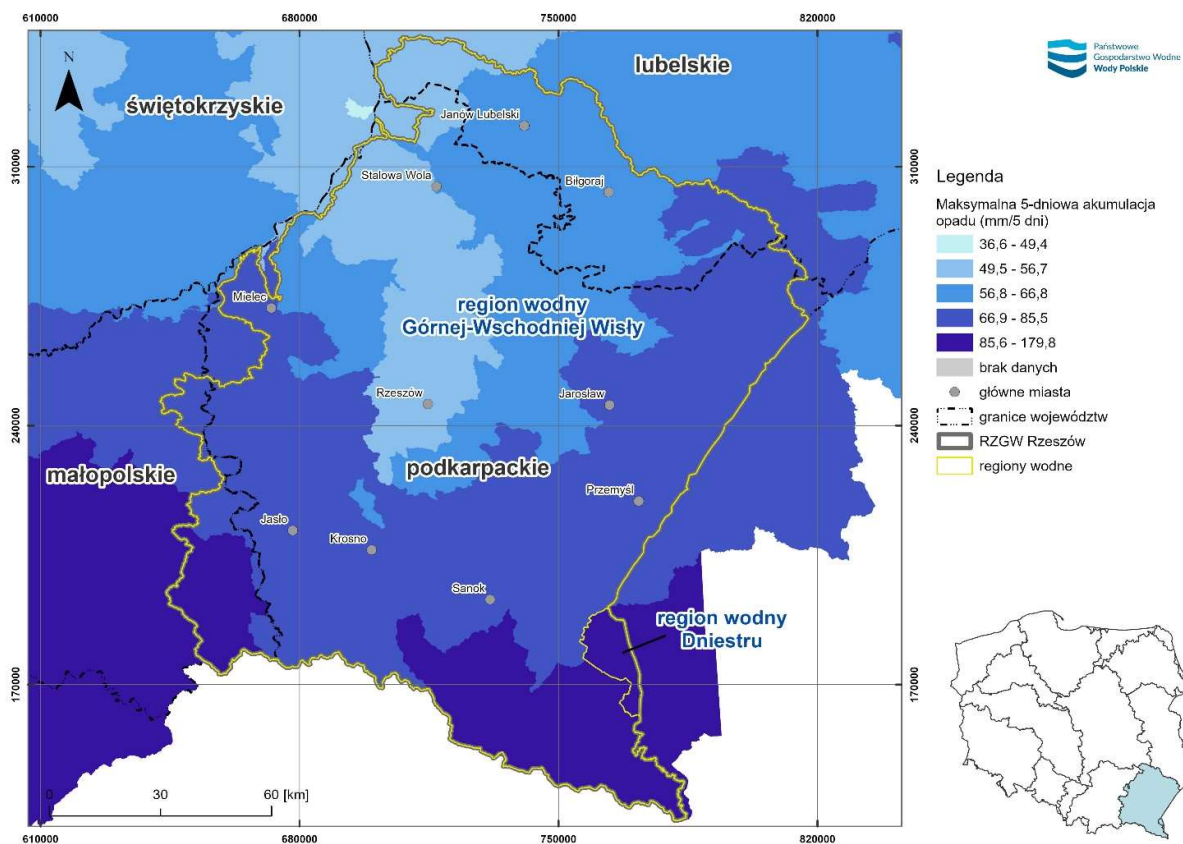 610000
680000
750000
820000
N
lubelskie
świętokrzyskie
Janów Lubelski
310000
310000
Stalowa Wola
Biłgoraj
Mielec
region wodny
Górnej-Wschodniej Wisły
Rzeszów
Jarosław
240000
240000
małopolskie
podkarpackie
Przemyśl
Jasło
Krosno
Sanok
region wodny
Dniestru
170000
170000
0
30
60 [km]
610000
680000
750000
820000
Państwowe
Gospodarstwo Wodne
Wody Polskie
Legenda
Maksymalna 5-dniowa akumulacja
opadu (mm/5 dni)
36,6 - 49,4
49,5 - 56,7
56,8 - 66,8
66,9 - 85,5
85,6 - 179,8
brak danych
główne miasta
granice województw
RZGW Rzeszów
regiony wodne